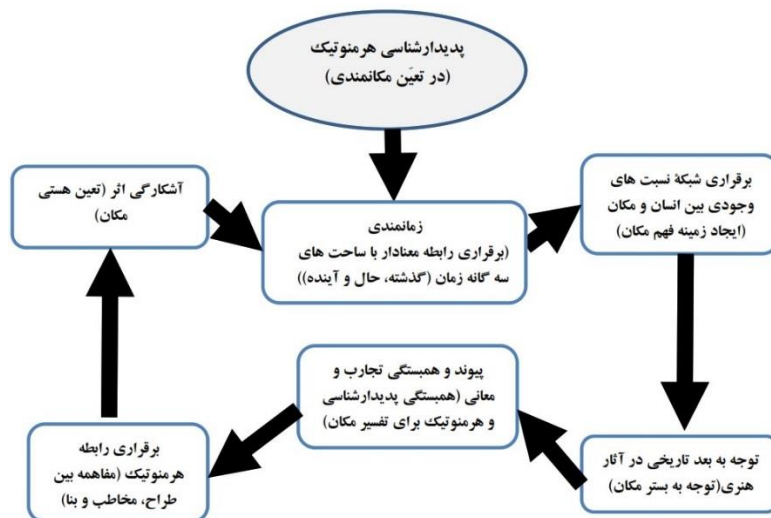 پدیدارشناسی هرمنوتیک
(در تعیّن مکانمندی)
زمانمندی
(برقراری رابطه معنادار با ساحت های
سه گانه زمان (گذشته، حال و آینده))
برقراری شبکهٔ نسبت های
وجودی بین انسان و مکان
(ایجاد زمینه فهم مکان)
توجه به بعد تاریخی در آثار
هنری(توجه به بستر مکان)
پیوند و همبستگی تجارب و
معانی (همبستگی پدیدارشناسی
و هرمنوتیک برای تفسیر مکان)
برقراری رابطه
هرمنوتیک (مفاهمه بین
طراح، مخاطب و بنا)
آشکارگی اثر (تعین هستی
مکان)